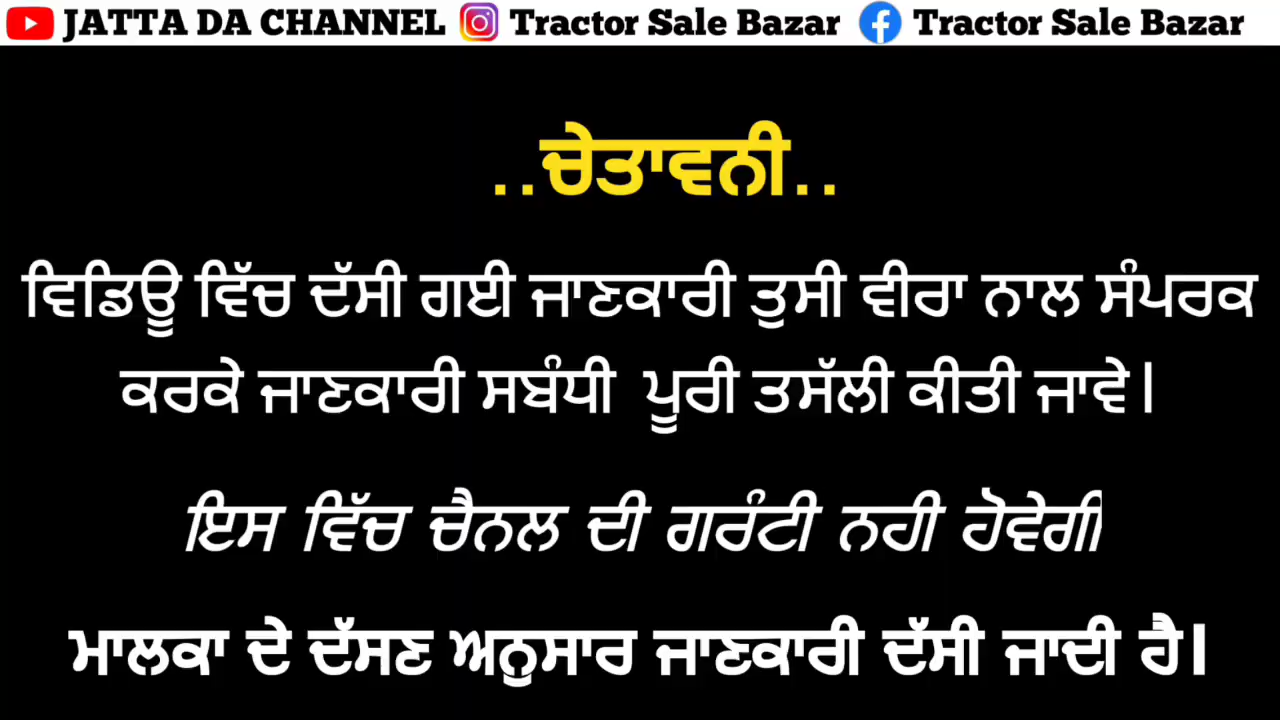 JATTA DA CHANNEL Tractor Sale Bazar Tractor Sale Bazar
..ਚੇਤਾਵਨੀ..
ਵਿਡਿਊ ਵਿੱਚ ਦੱਸੀ ਗਈ ਜਾਣਕਾਰੀ ਤੁਸੀ ਵੀਰਾ ਨਾਲ ਸੰਪਰਕ
ਕਰਕੇ ਜਾਣਕਾਰੀ ਸਬੰਧੀ ਪੂਰੀ ਤਸੱਲੀ ਕੀਤੀ ਜਾਵੇ।
ਇਸ ਵਿੱਚ ਚੈਨਲ ਦੀ ਗਰੰਟੀ ਨਹੀ ਹੋਵੇਗੀ
ਮਾਲਕਾ ਦੇ ਦੱਸਣ ਅਨੁਸਾਰ ਜਾਣਕਾਰੀ ਦੱਸੀ ਜਾਦੀ ਹੈ।